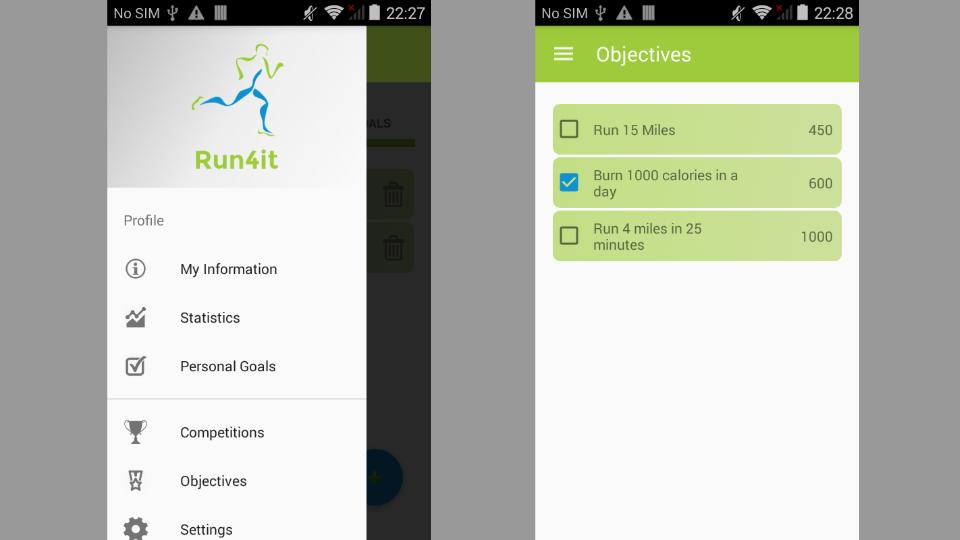 No SIM 22:27
ALS
Run4it
Profile
My Information
Statistics
Personal Goals
Competitions
Objectives
Settings
No SIM 22:28
Objectives
Run 15 Miles 450
Burn 1000 calories in a
day
600
Run 4 miles in 25
minutes
1000